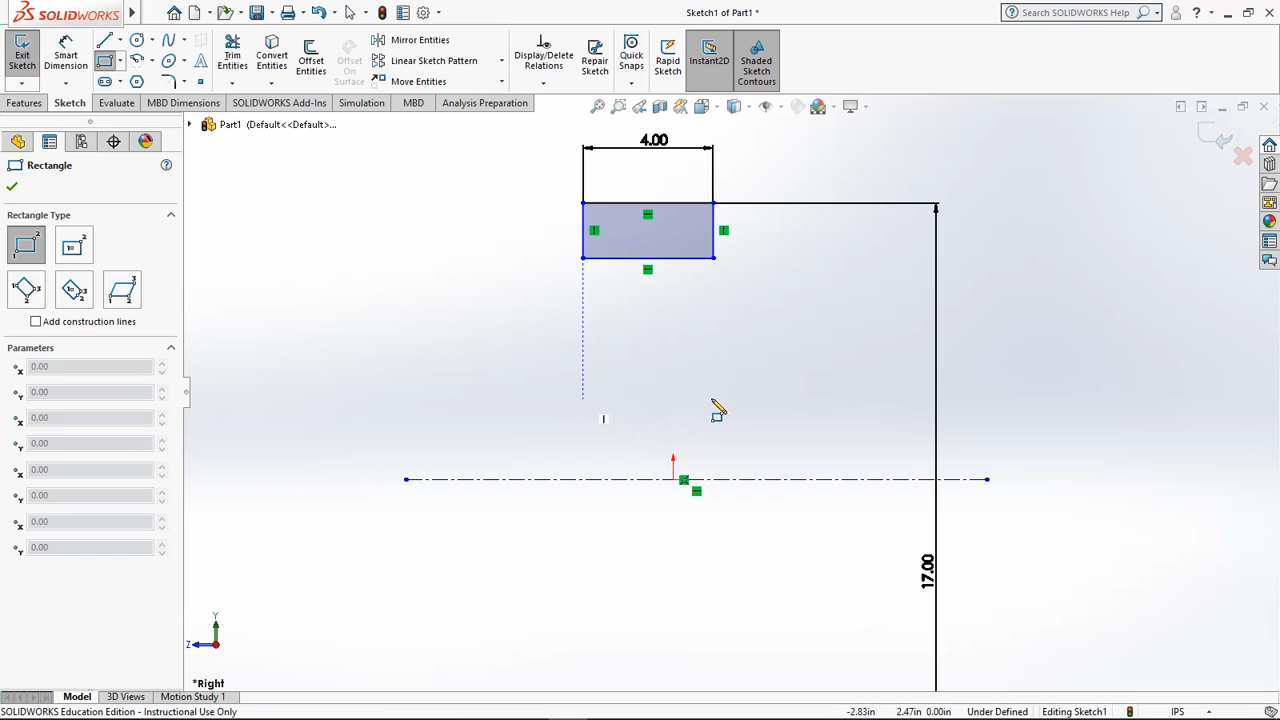 SOLIDWORKS
Sketch1 of Part1 *
Search SOLIDWORKS Help
Exit Sketch
Smart Dimension
Trim Entities
Convert Entities
Offset Entities
Offset On Surface
Mirror Entities
Linear Sketch Pattern
Move Entities
Display/Delete Relations
Repair Sketch
Quick Snaps
Rapid Sketch
Instant2D
Shaded Sketch Contours
Features
Sketch
Evaluate
MBD Dimensions
SOLIDWORKS Add-Ins
Simulation
MBD
Analysis Preparation
Part1 (Default<<Default>...
Rectangle
Rectangle Type
Add construction lines
Parameters
0.00
0.00
0.00
0.00
0.00
0.00
0.00
0.00
4.00
17.00
Y
Z
*Right
Model
3D Views
Motion Study 1
SOLIDWORKS Education Edition - Instructional Use Only
-2.83in
2.47in
0.00in
Under Defined
Editing Sketch1
IPS